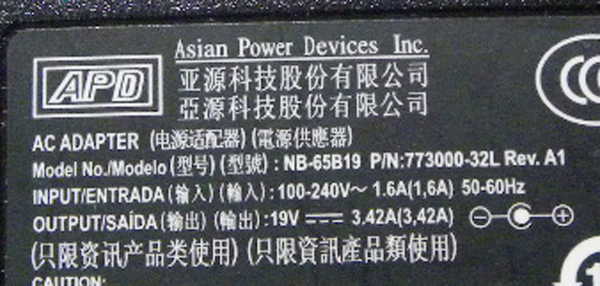 APD
Asian Power Devices Inc.
亚源科技股份有限公司
亞源科技股份有限公司
AC ADAPTER (电源适配器) (電源供應器)
Model No./Modelo (型号) (型號) : NB-65B19 P/N:773000-32L Rev. A1
INPUT/ENTRADA (输入) (輸入) : 100-240V~ 1.6A(1,6A) 50-60Hz
OUTPUT/SAÍDA (输出) (輸出) : 19V 3.42A(3,42A)
(只限资讯产品类使用) (只限資訊產品類使用)
CAUTION: